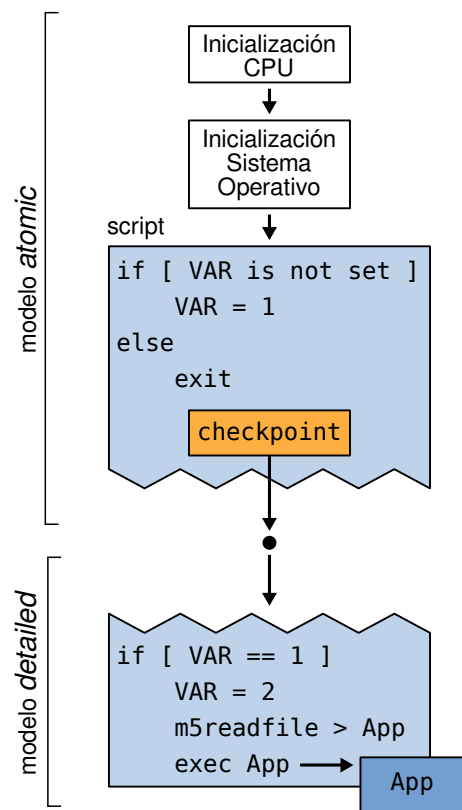 Inicialización
CPU
Inicialización
Sistema
Operativo
script
modelo atomic
if [ VAR is not set ]
VAR = 1
else
exit
checkpoint
modelo detailed
if [ VAR == 1 ]
VAR = 2
m5readfile > App
exec App
App